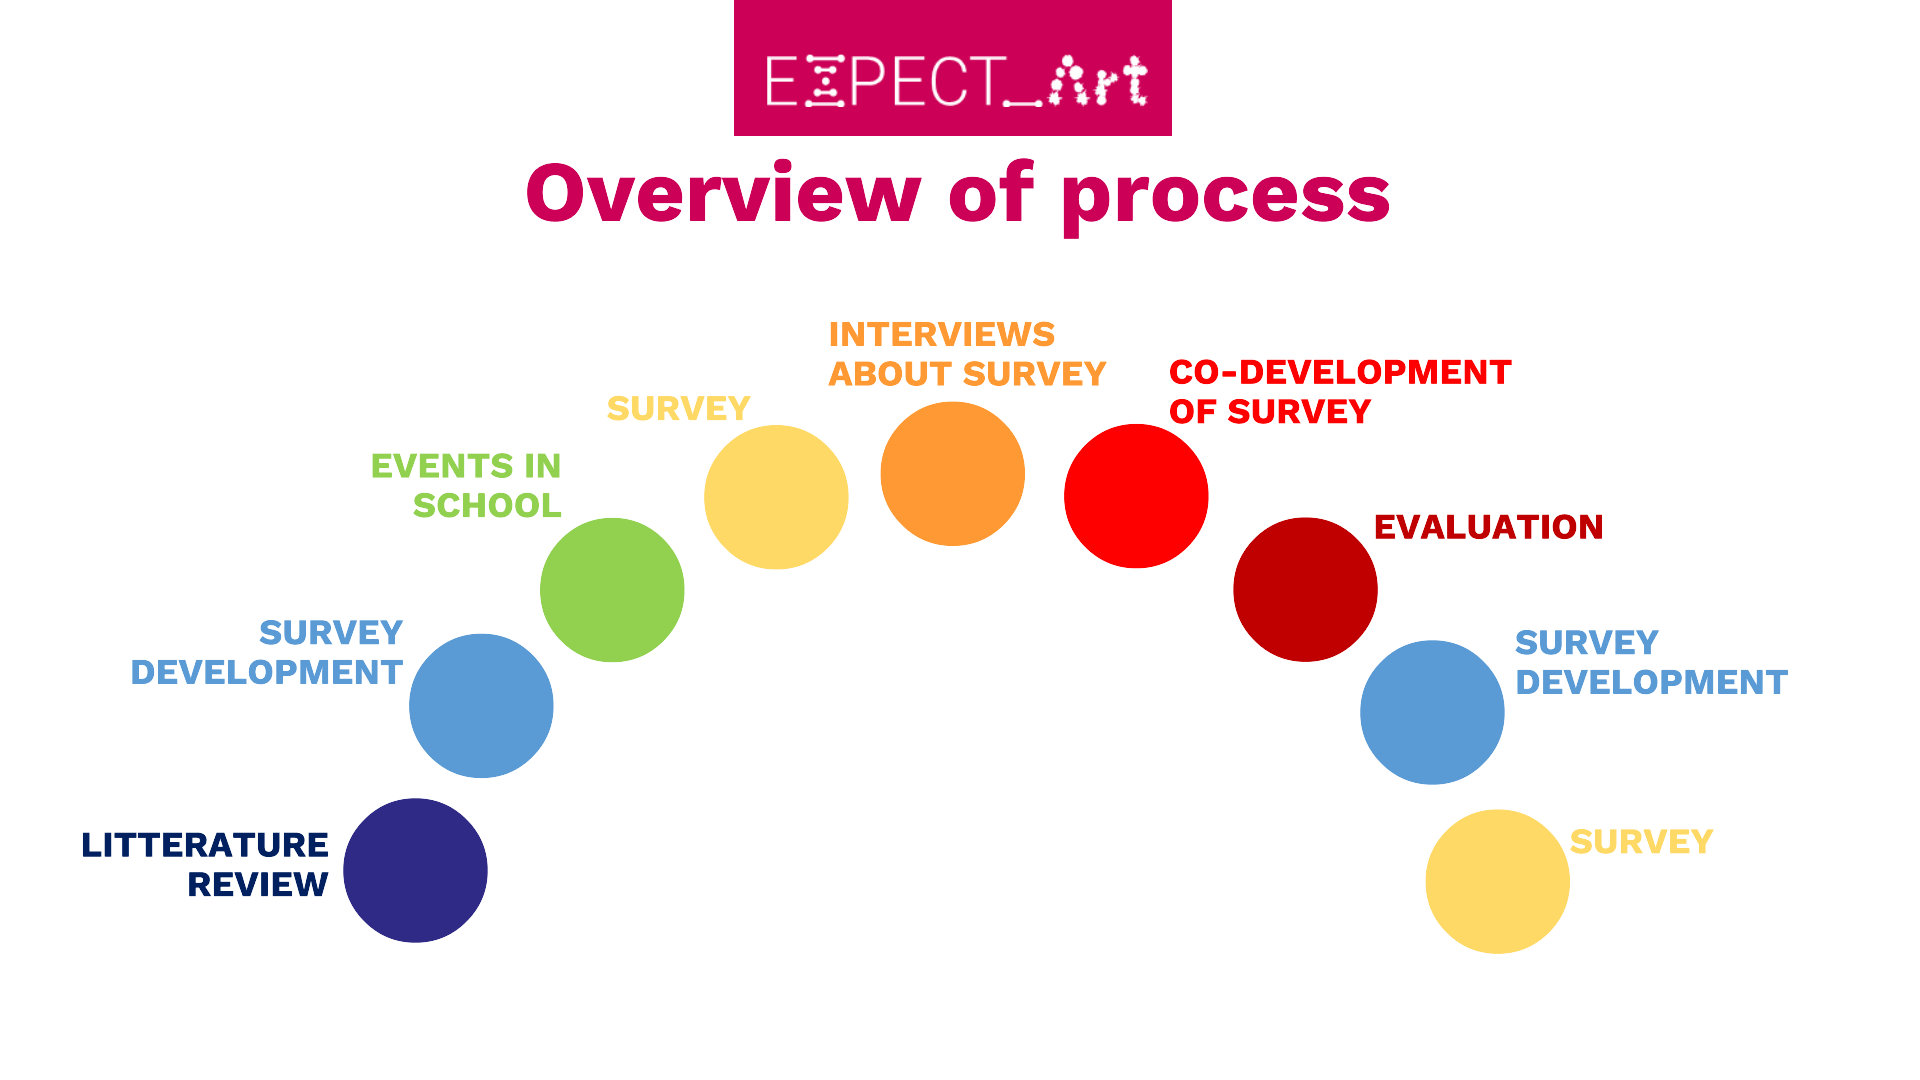 EXPECT_Art
Overview of process
INTERVIEWS
ABOUT SURVEY
CO-DEVELOPMENT
OF SURVEY
SURVEY
EVENTS IN
SCHOOL
EVALUATION
SURVEY
DEVELOPMENT
SURVEY
DEVELOPMENT
LITTERATURE
REVIEW
SURVEY